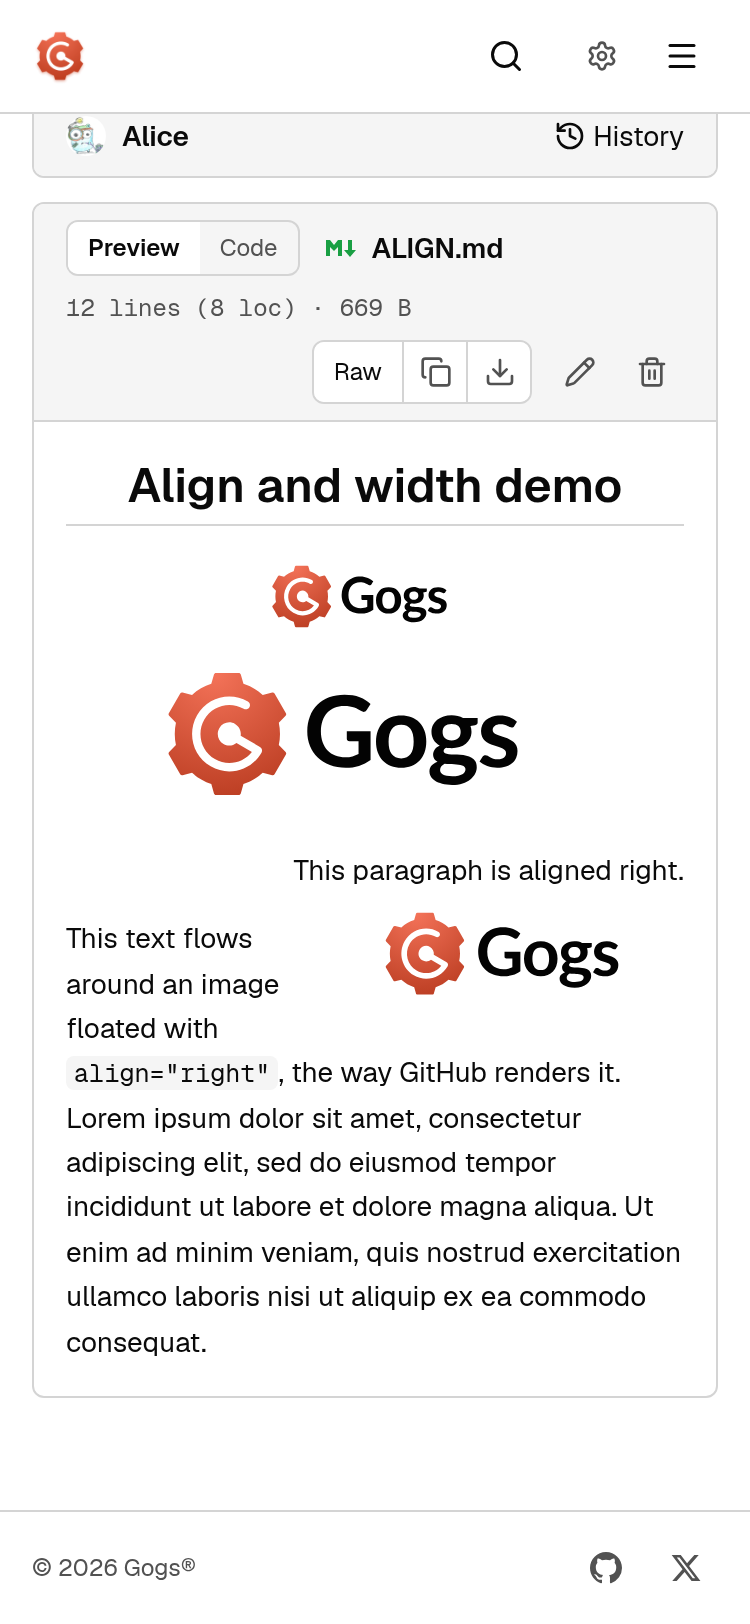 Alice
History
Preview
Code
ALIGN.md
12 lines (8 loc) · 669 B
Raw
Align and width demo
Gogs
Gogs
This paragraph is aligned right.
Gogs
This text flows
around an image
floated with
align="right", the way GitHub renders it.
Lorem ipsum dolor sit amet, consectetur
adipiscing elit, sed do eiusmod tempor
incididunt ut labore et dolore magna aliqua. Ut
enim ad minim veniam, quis nostrud exercitation
ullamco laboris nisi ut aliquip ex ea commodo
consequat.
© 2026 Gogs®